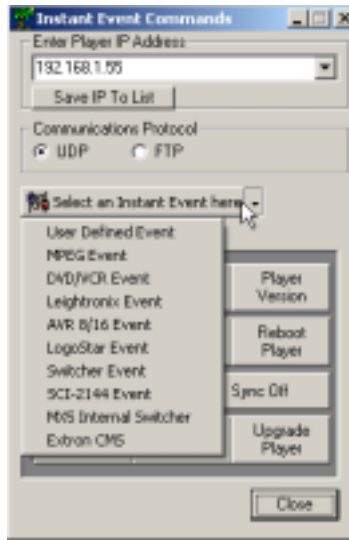 Instant Event Commands
Enter Player IP Address
192.168.1.55
Save IP To List
Communications Protocol
UDP FTP
Select an Instant Event here
User Defined Event
MPEG Event
DVD/VCR Event
Leightronix Event
AVR 8/16 Event
LogoStar Event
Switcher Event
SCI-2144 Event
MXS Internal Switcher
Extron CMS
Player
Version
Reboot
Player
Sync Off
Upgrade
Player
Close